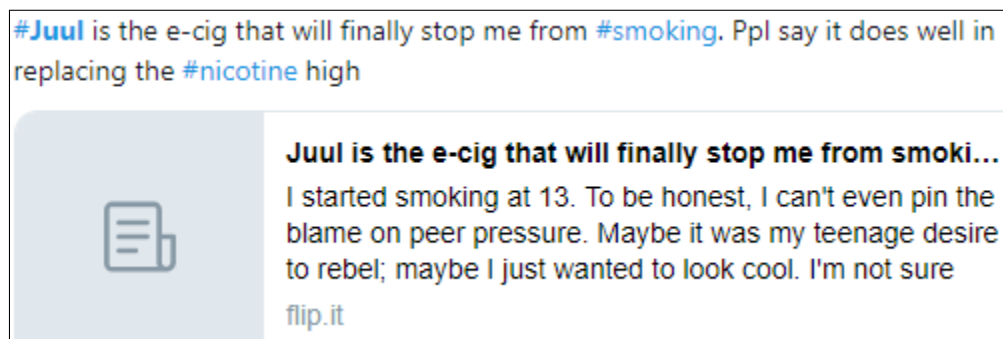 #Juul is the e-cig that will finally stop me from #smoking. Ppl say it does well in
replacing the #nicotine high
Juul is the e-cig that will finally stop me from smoki...
I started smoking at 13. To be honest, I can't even pin the
blame on peer pressure. Maybe it was my teenage desire
to rebel; maybe I just wanted to look cool. I'm not sure
flip.it